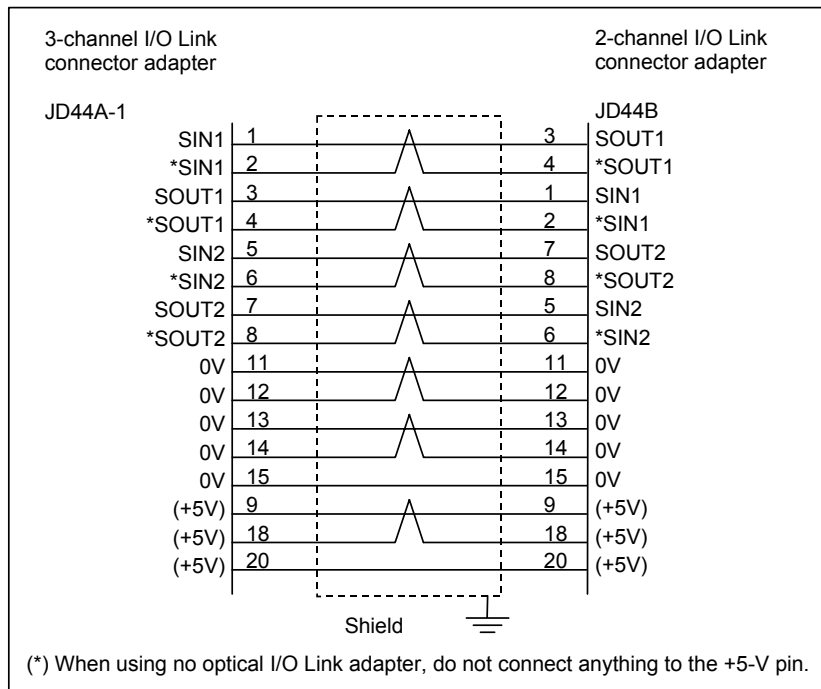 3-channel I/O Link
connector adapter
2-channel I/O Link
connector adapter
JD44A-1
JD44B
SIN1 1 3 SOUT1
*SIN1 2 4 *SOUT1
SOUT1 3 1 SIN1
*SOUT1 4 2 *SIN1
SIN2 5 7 SOUT2
*SIN2 6 8 *SOUT2
SOUT2 7 5 SIN2
*SOUT2 8 6 *SIN2
0V 11 11 0V
0V 12 12 0V
0V 13 13 0V
0V 14 14 0V
0V 15 15 0V
(+5V) 9 9 (+5V)
(+5V) 18 18 (+5V)
(+5V) 20 20 (+5V)
Shield
(*) When using no optical I/O Link adapter, do not connect anything to the +5-V pin.